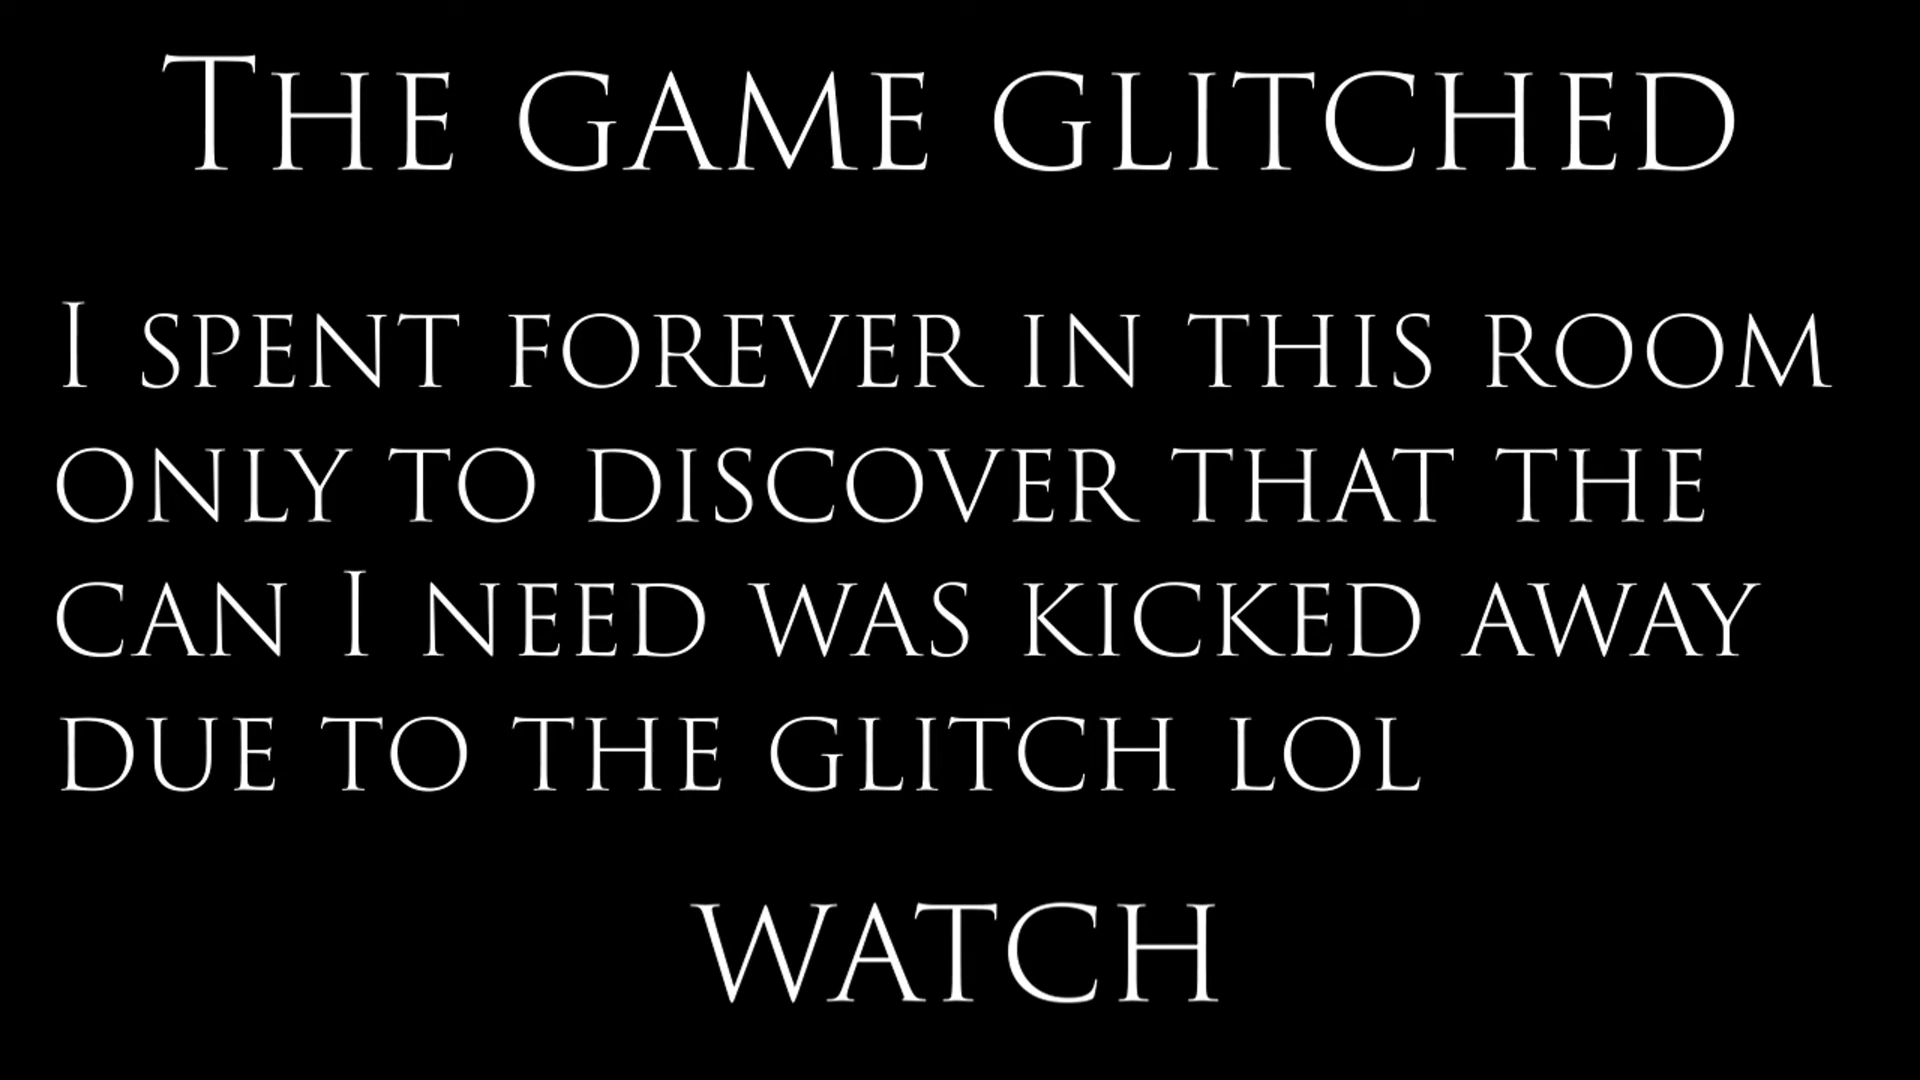 The game glitched
I spent forever in this room
only to discover that the
can I need was kicked away
due to the glitch lol
watch